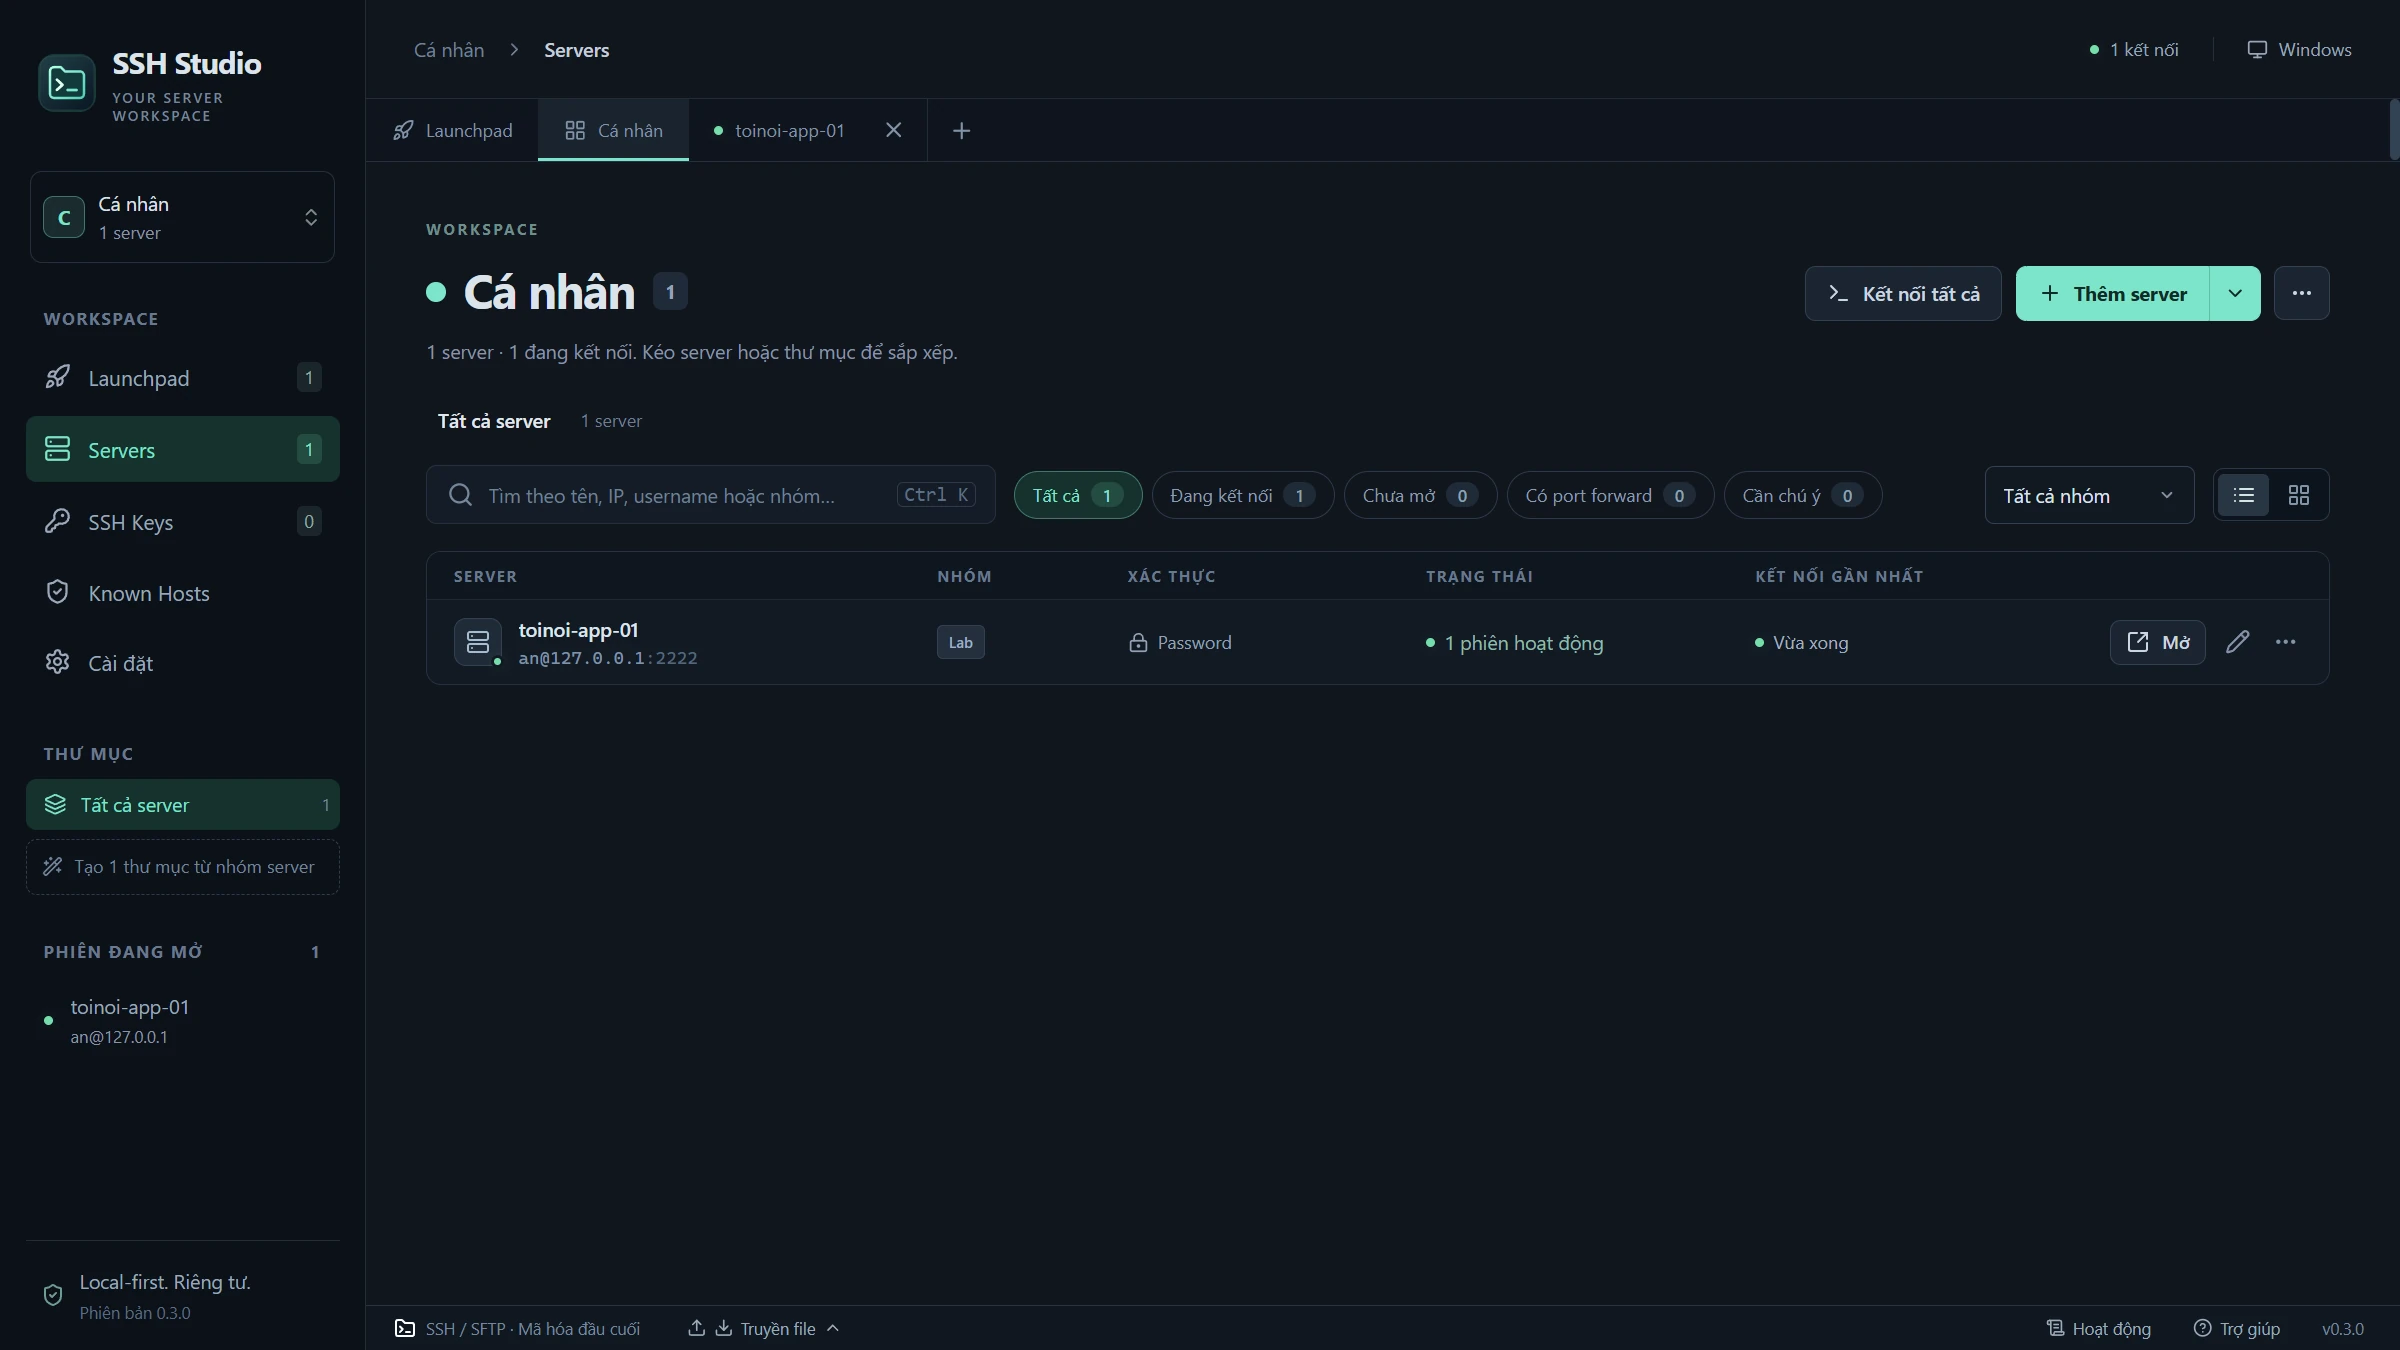 SSH Studio
YOUR SERVER
WORKSPACE
C
Cá nhân
1 server
WORKSPACE
Launchpad 1
Servers 1
SSH Keys 0
Known Hosts
Cài đặt
THƯ MỤC
Tất cả server 1
Tạo 1 thư mục từ nhóm server
PHIÊN ĐANG MỞ 1
toinoi-app-01
an@127.0.0.1
Local-first. Riêng tư.
Phiên bản 0.3.0
Cá nhân > Servers
1 kết nối
Windows
Launchpad
Cá nhân
toinoi-app-01
WORKSPACE
Cá nhân 1
Kết nối tất cả
Thêm server
1 server · 1 đang kết nối. Kéo server hoặc thư mục để sắp xếp.
Tất cả server 1 server
Tìm theo tên, IP, username hoặc nhóm... Ctrl K
Tất cả 1
Đang kết nối 1
Chưa mở 0
Có port forward 0
Cần chú ý 0
Tất cả nhóm
SERVER NHÓM XÁC THỰC TRẠNG THÁI KẾT NỐI GẦN NHẤT
toinoi-app-01
an@127.0.0.1:2222
Lab
Password
1 phiên hoạt động
Vừa xong
Mở
SSH / SFTP · Mã hóa đầu cuối
Truyền file
Hoạt động
Trợ giúp
v0.3.0